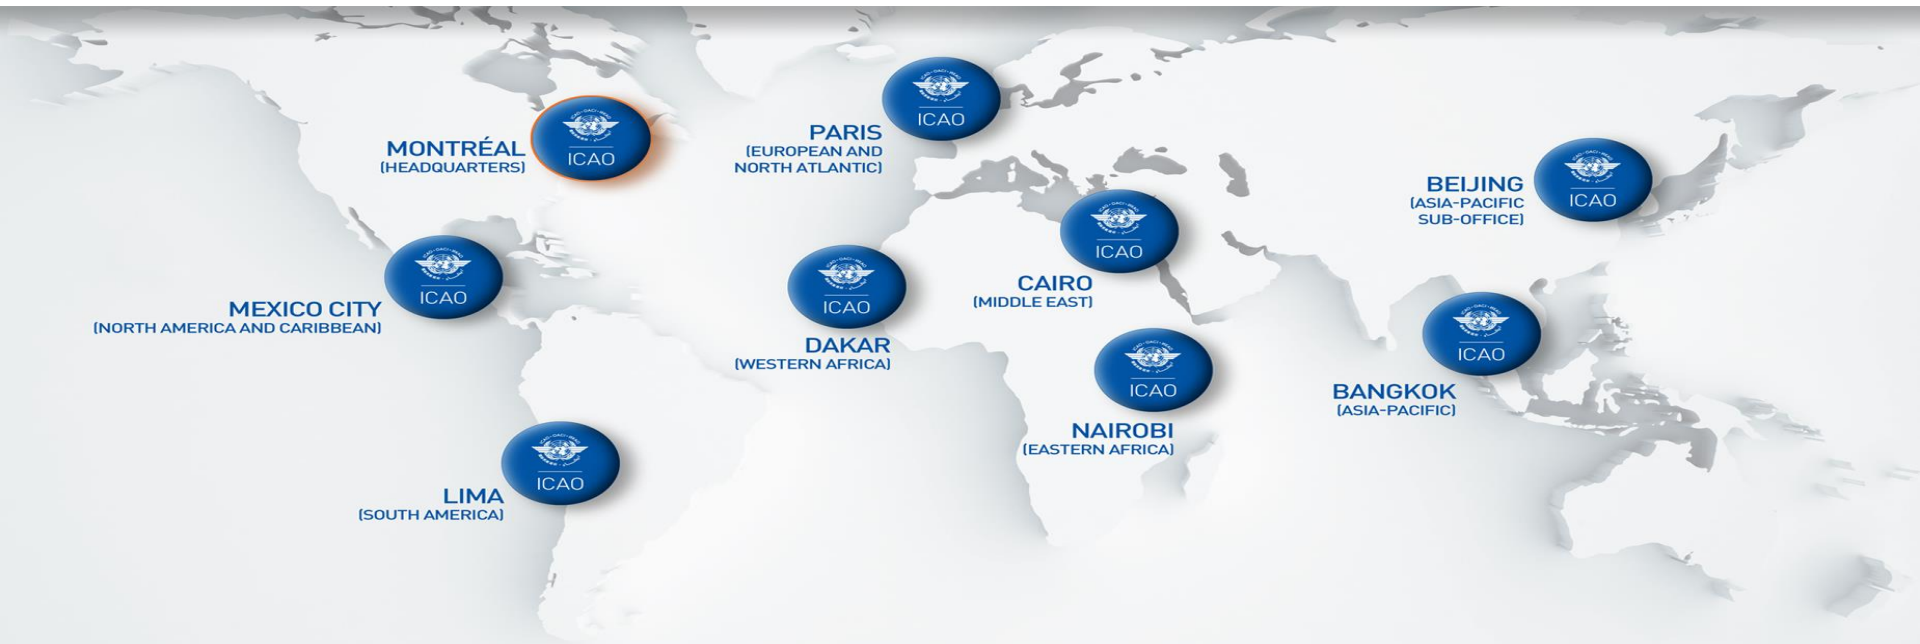 MONTRÉAL
(HEADQUARTERS)
ICAO
PARIS
(EUROPEAN AND
NORTH ATLANTIC)
ICAO
BEIJING
(ASIA-PACIFIC
SUB-OFFICE)
ICAO
MEXICO CITY
(NORTH AMERICA AND CARIBBEAN)
ICAO
DAKAR
(WESTERN AFRICA)
ICAO
CAIRO
(MIDDLE EAST)
ICAO
NAIROBI
(EASTERN AFRICA)
ICAO
BANGKOK
(ASIA-PACIFIC)
ICAO
LIMA
(SOUTH AMERICA)
ICAO